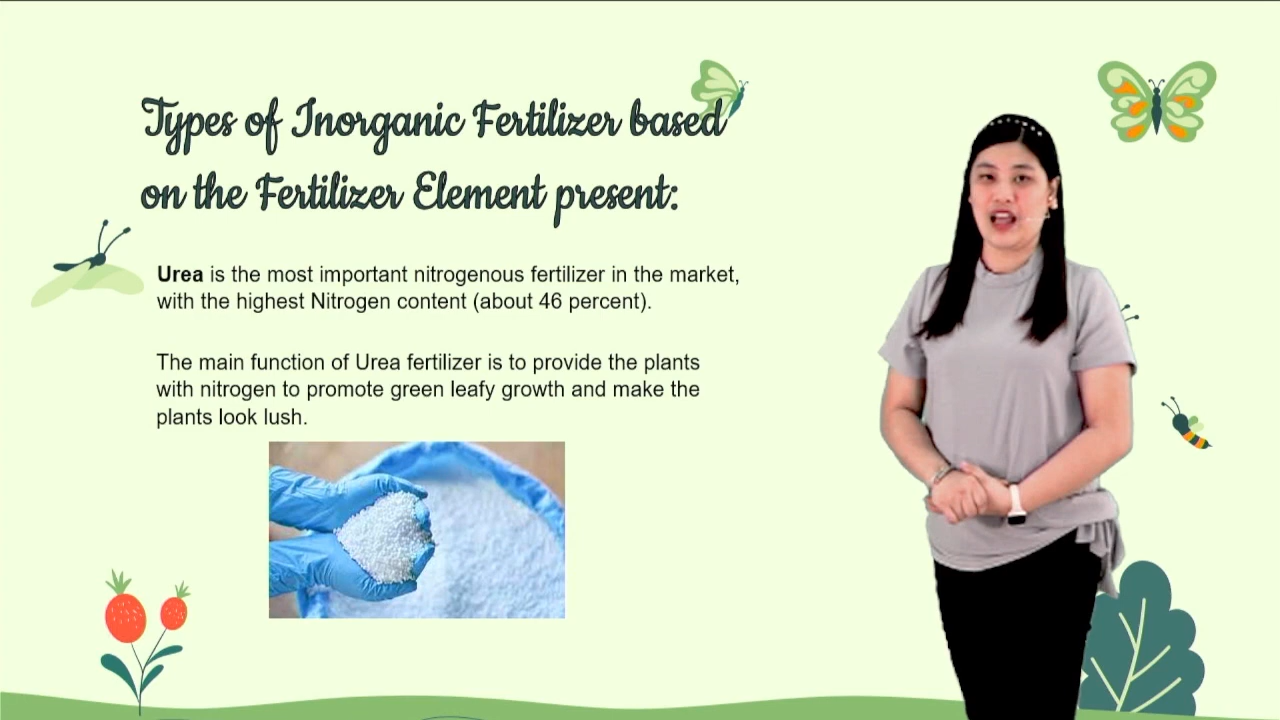 Types of Inorganic Fertilizer based
on the Fertilizer Element present:
Urea is the most important nitrogenous fertilizer in the market,
with the highest Nitrogen content (about 46 percent).
The main function of Urea fertilizer is to provide the plants
with nitrogen to promote green leafy growth and make the
plants look lush.